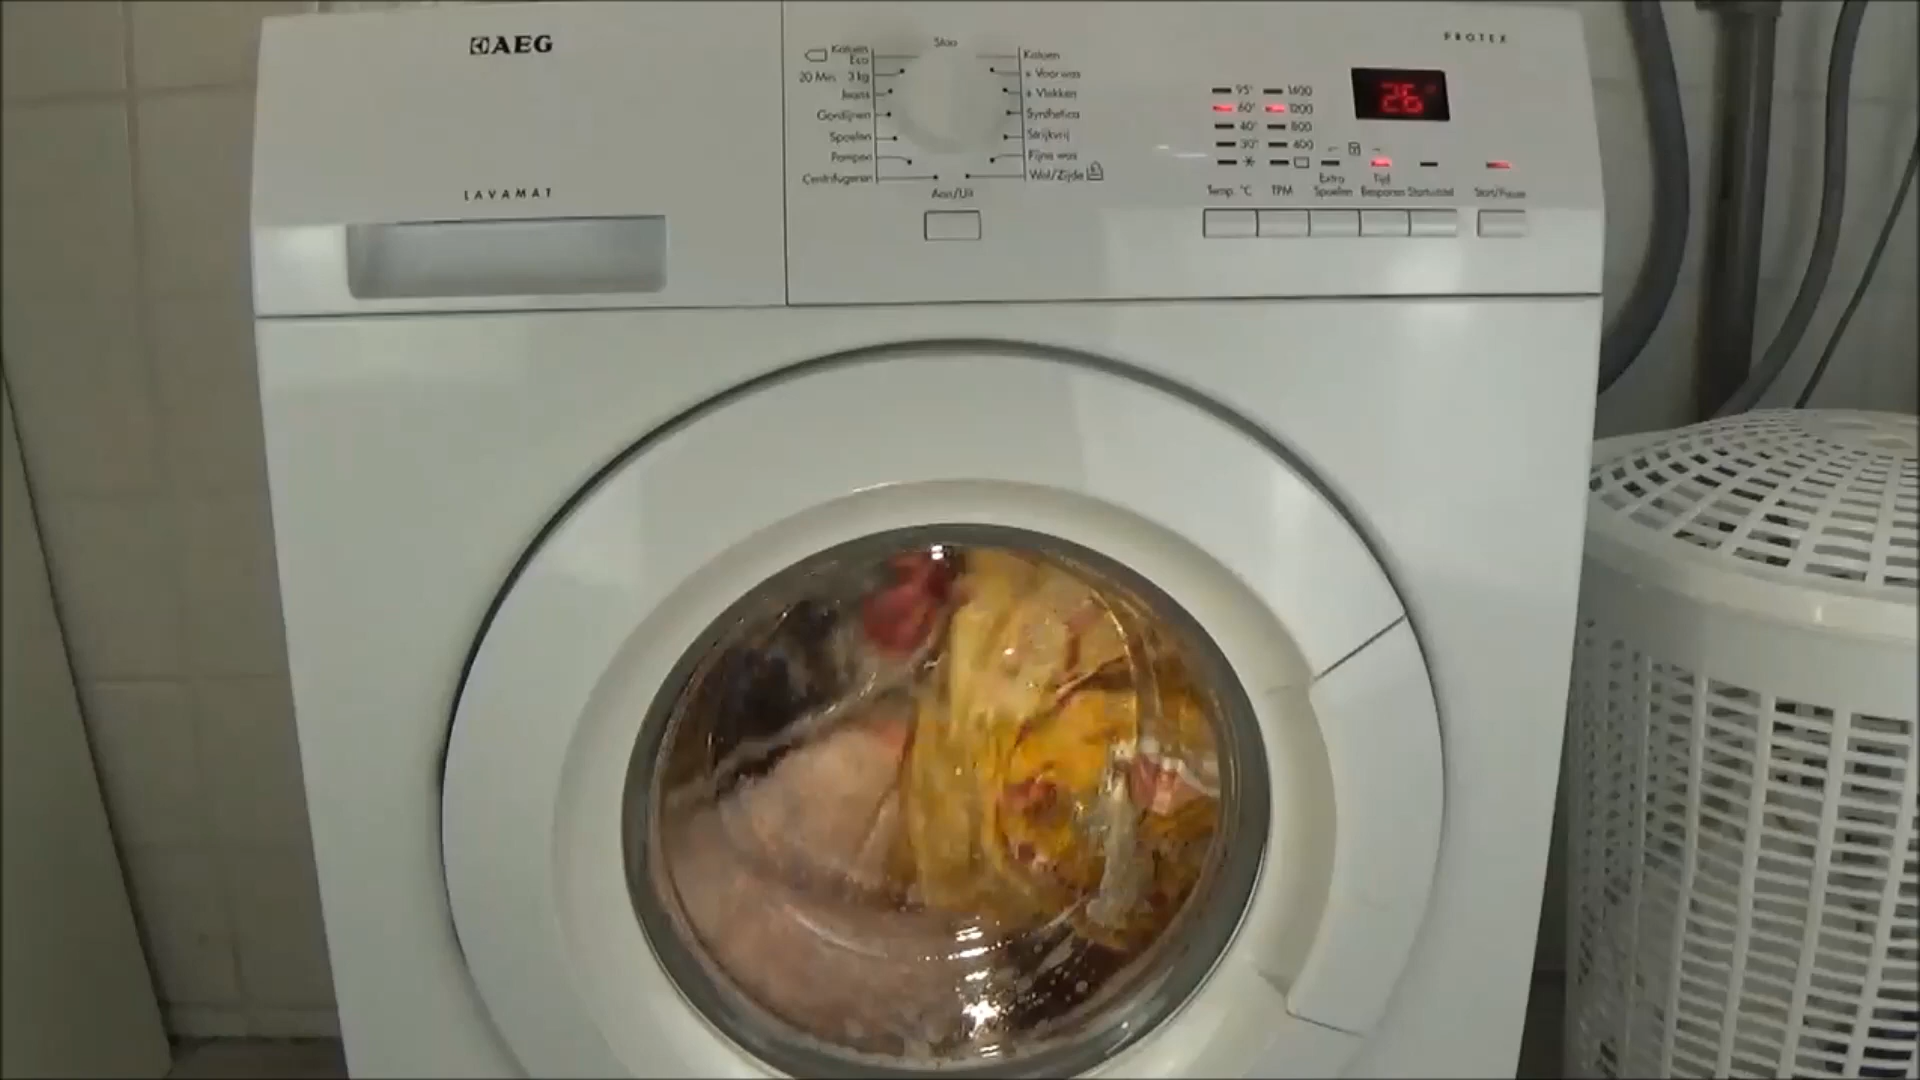 AEG
LAVAMAT
PROTEX
Stop
Katoen
Eco
20 Min. 3 kg
Jeans
Gordijnen
Spoelen
Pompen
Centrifugeren
Katoen
+ Voorwas
+ Vlekken
Synthetica
Strijkvrij
Fijne was
Wol/Zijde
Aan/Uit
95° 1400
60° 1200
40° 800
30° 400
26
Temp. °C
TPM
Extra
Spoelen
Tijd
Besparen
Startuitstel
Start/Pauze